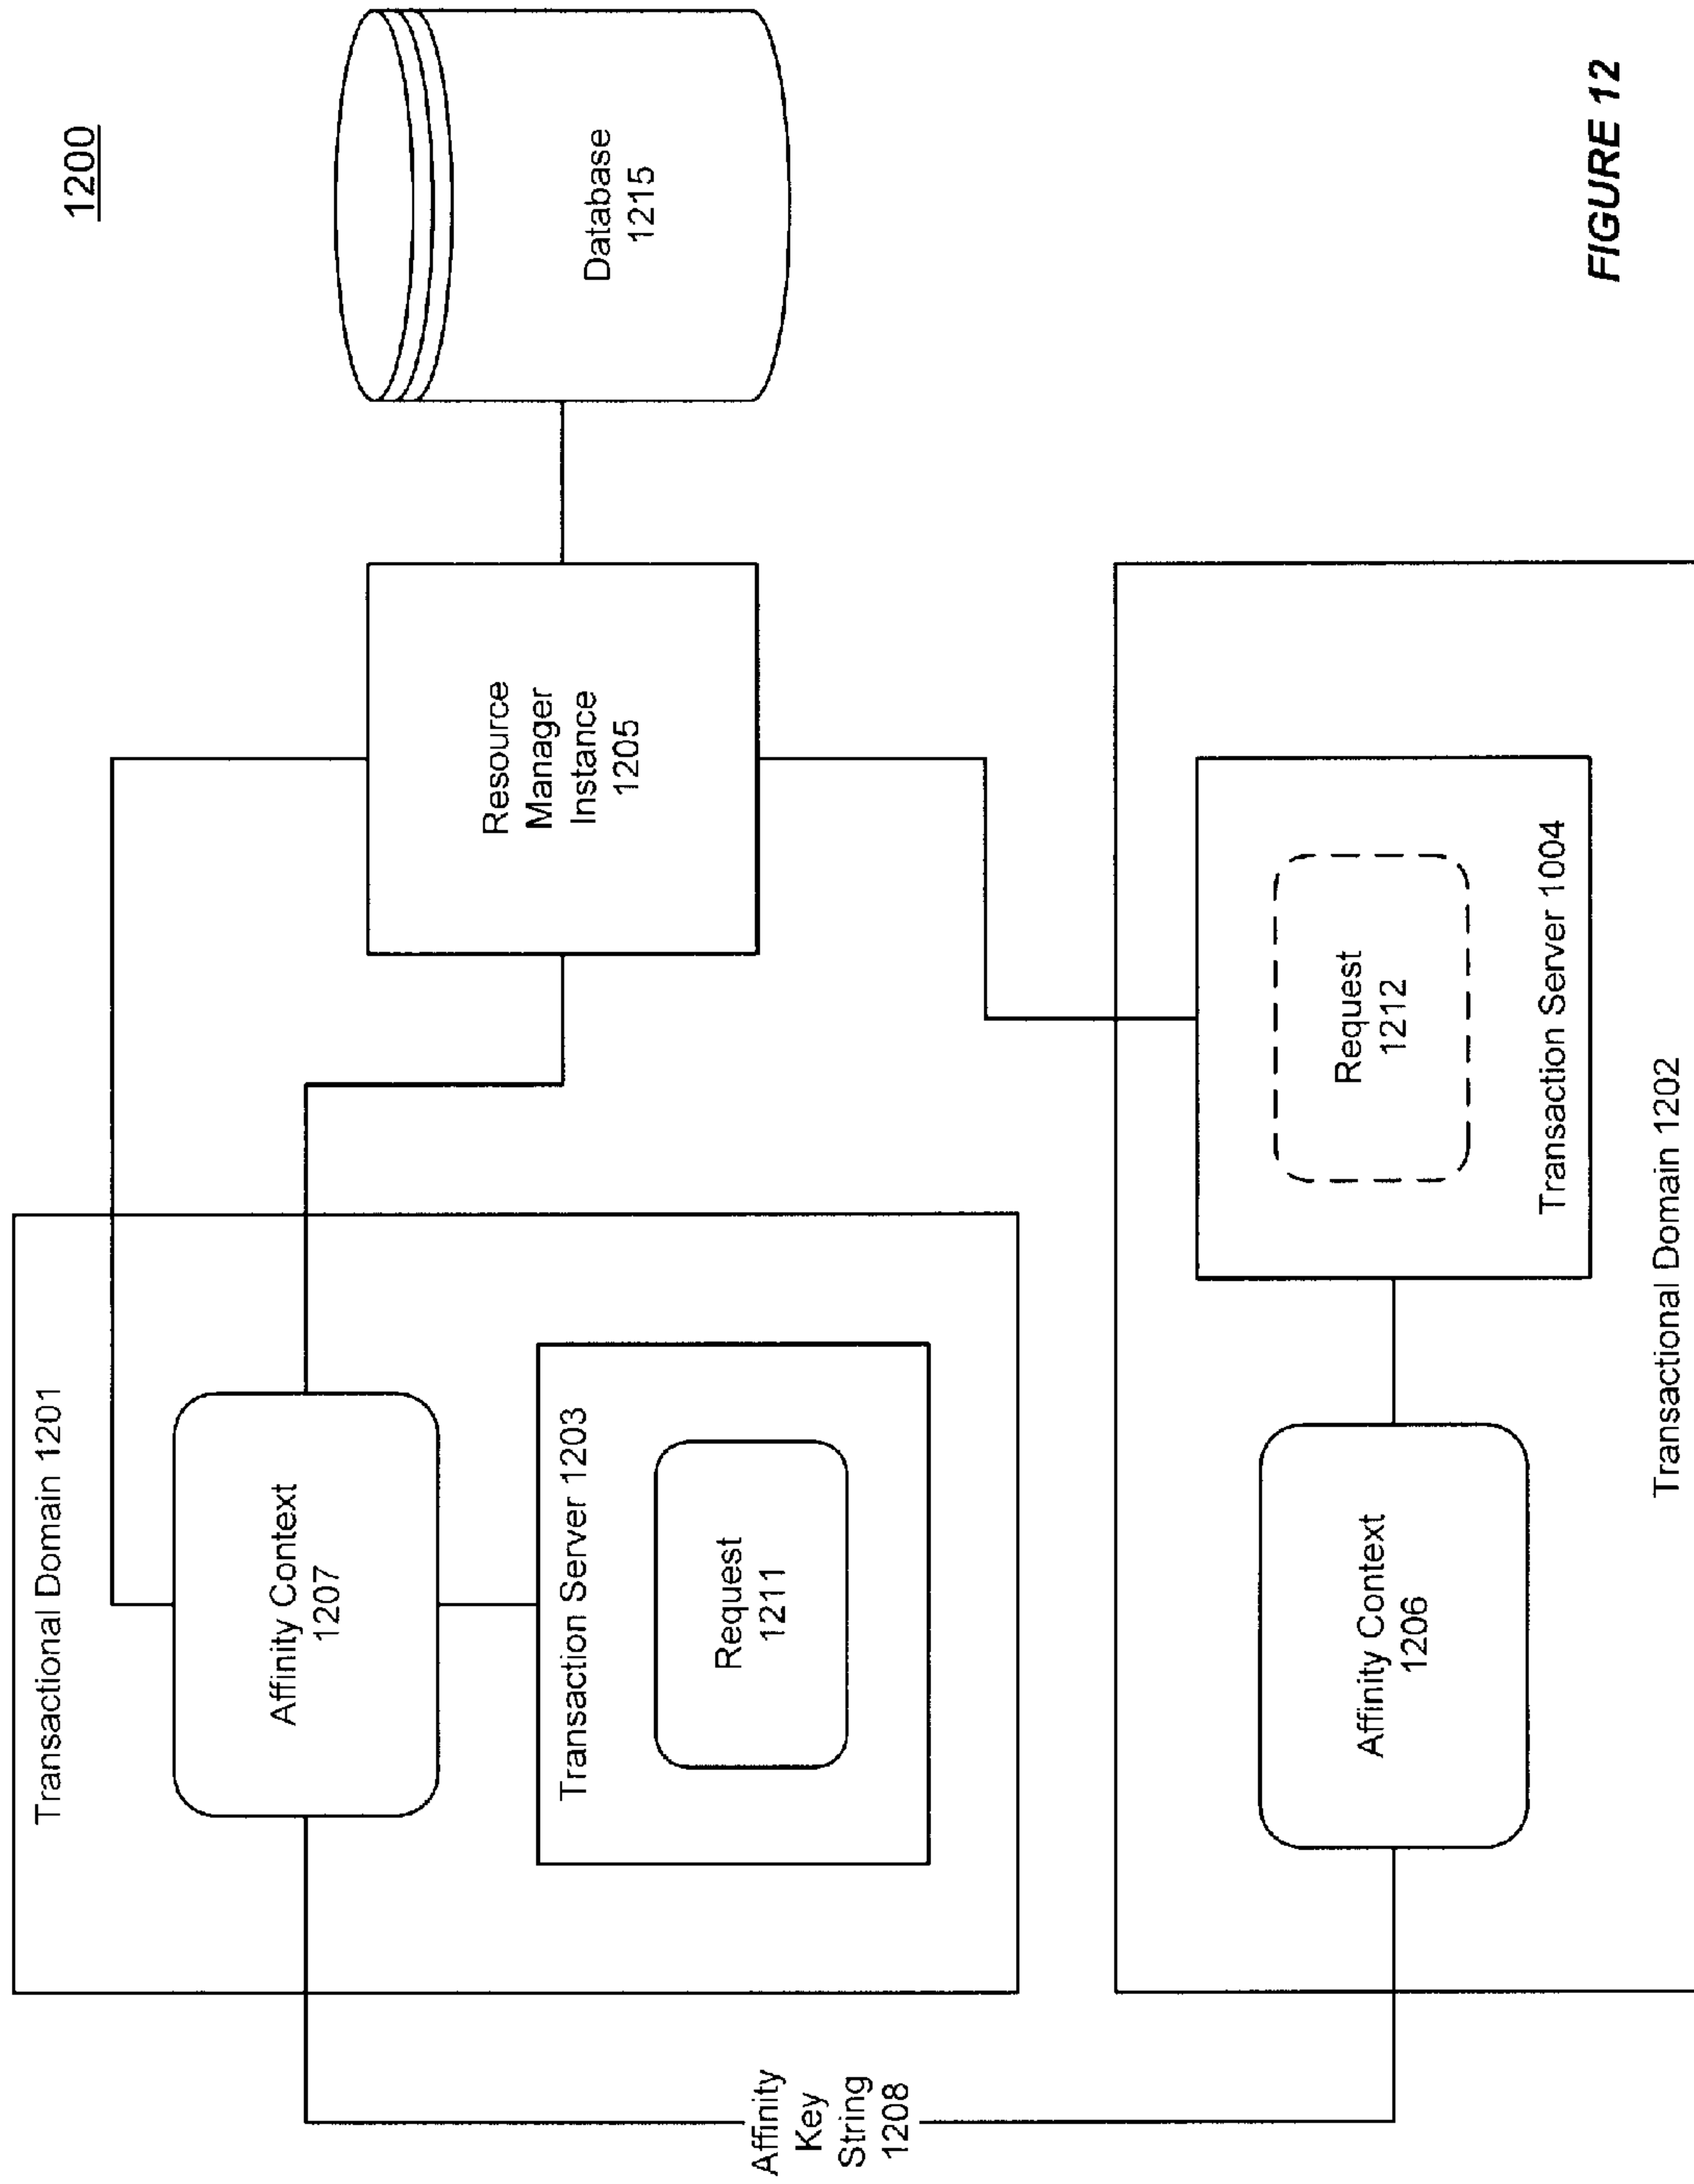 1200
Transactional Domain 1201
Affinity Context
1207
Transaction Server 1203
Request
1211
Resource
Manager
Instance
1205
Database
1215
Affinity
Key
String
1208
Affinity Context
1206
Request
1212
Transaction Server 1004
Transactional Domain 1202
FIGURE 12